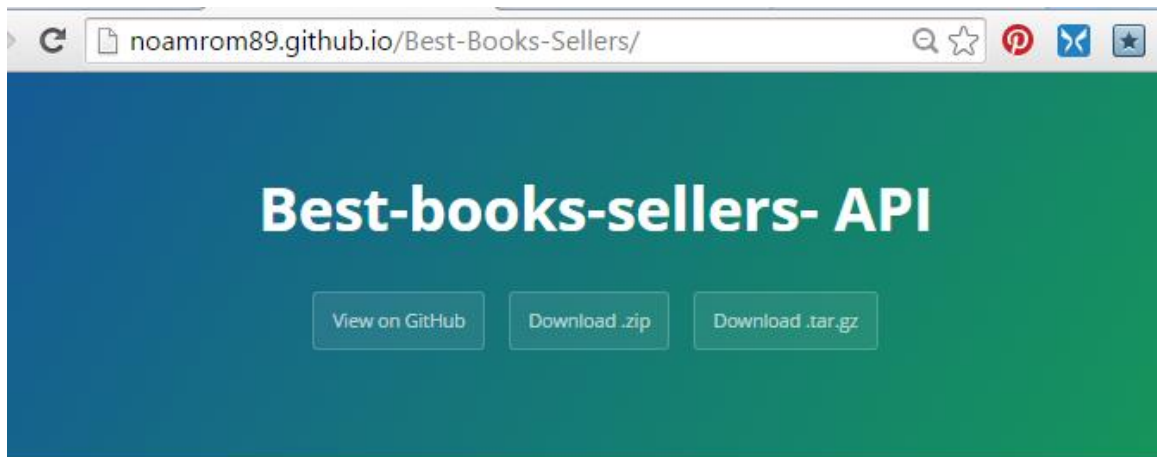 noamrom89.github.io/Best-Books-Sellers/
Best-books-sellers- API
View on GitHub Download .zip Download .tar.gz